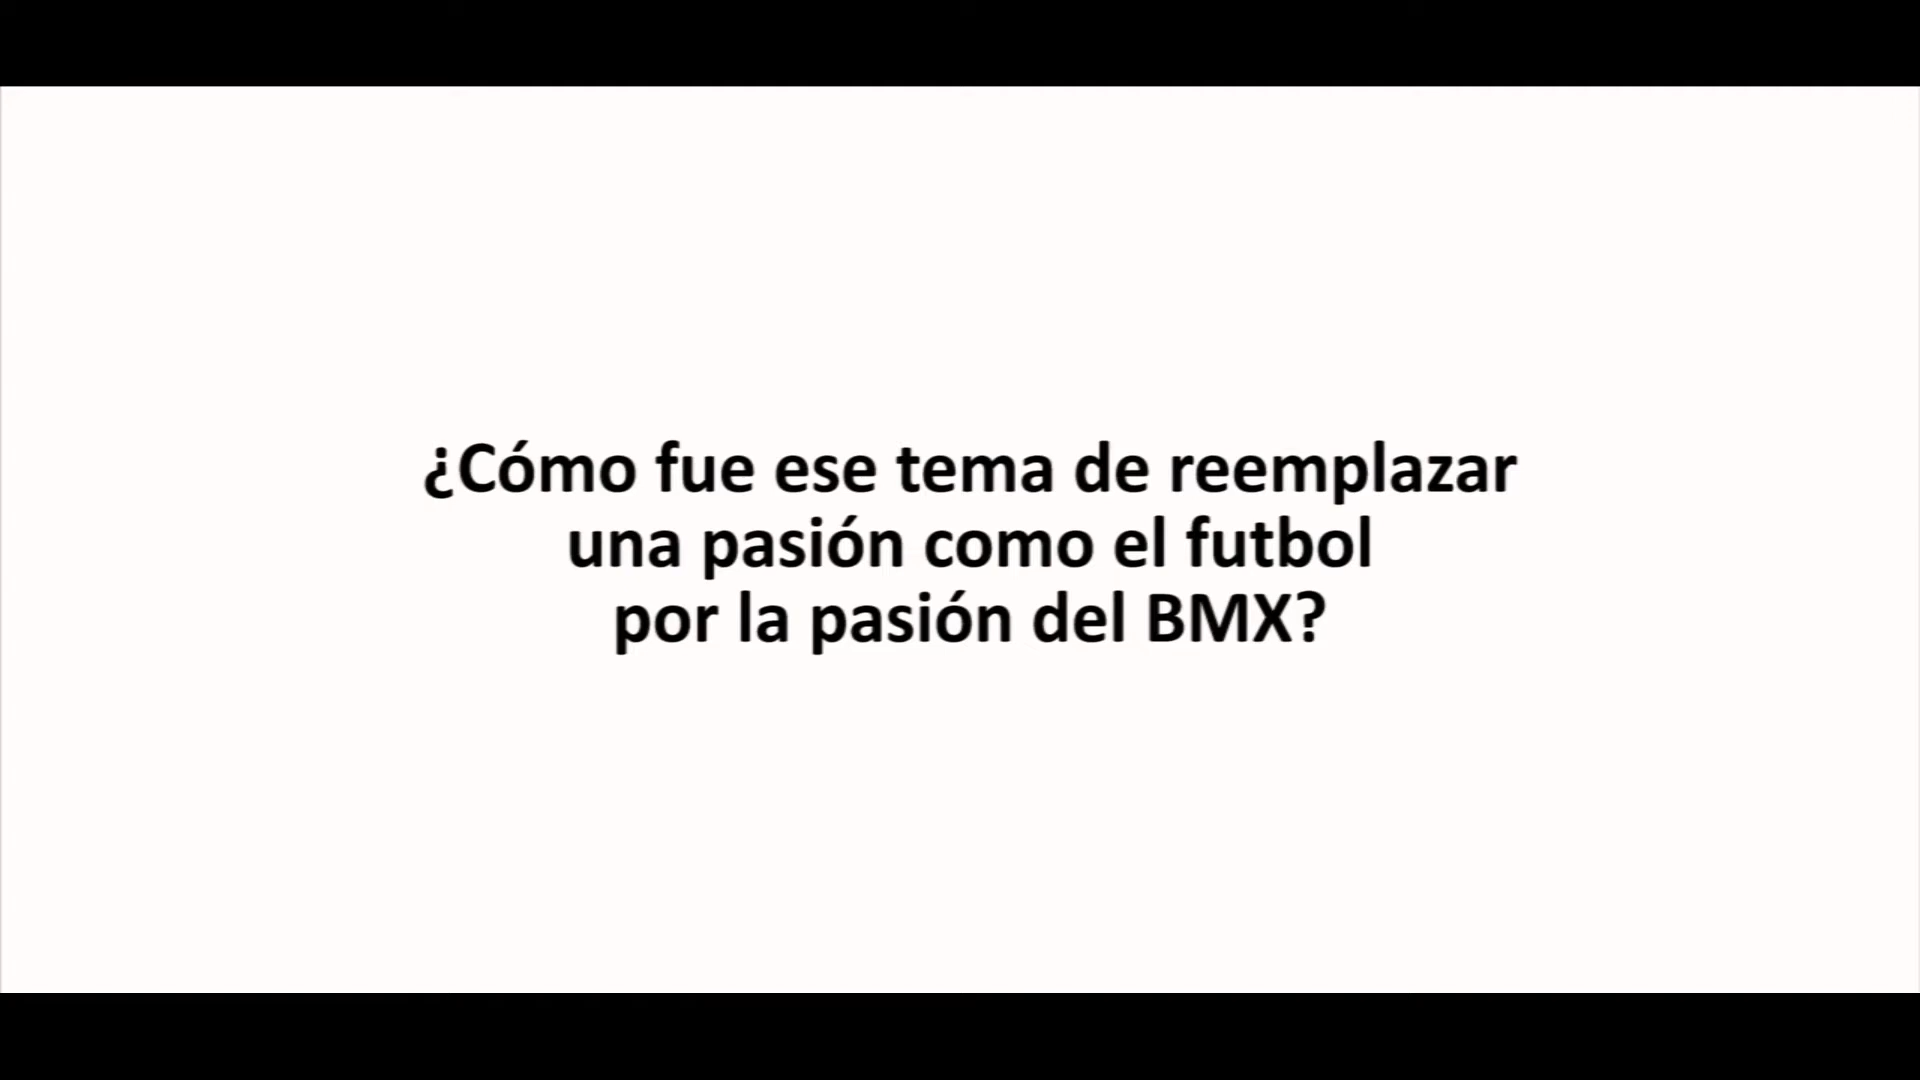 ¿Cómo fue ese tema de reemplazar
una pasión como el futbol
por la pasión del BMX?